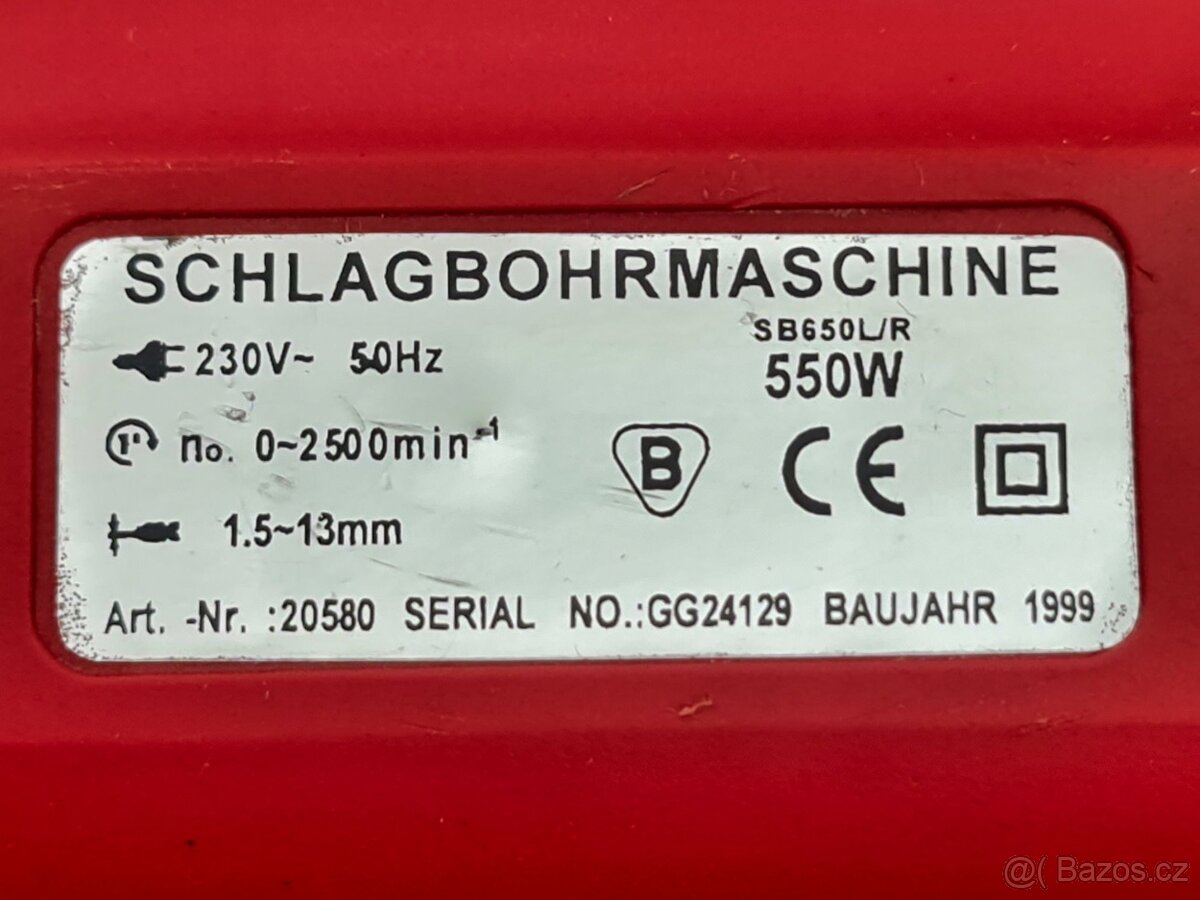 SCHLAGBOHRMASCHINE
SB650L/R
230V~ 50Hz
550W
no. 0~2500min-1
B CE
1.5~13mm
Art. -Nr. :20580 SERIAL NO.:GG24129 BAUJAHR 1999
@( Bazos.cz